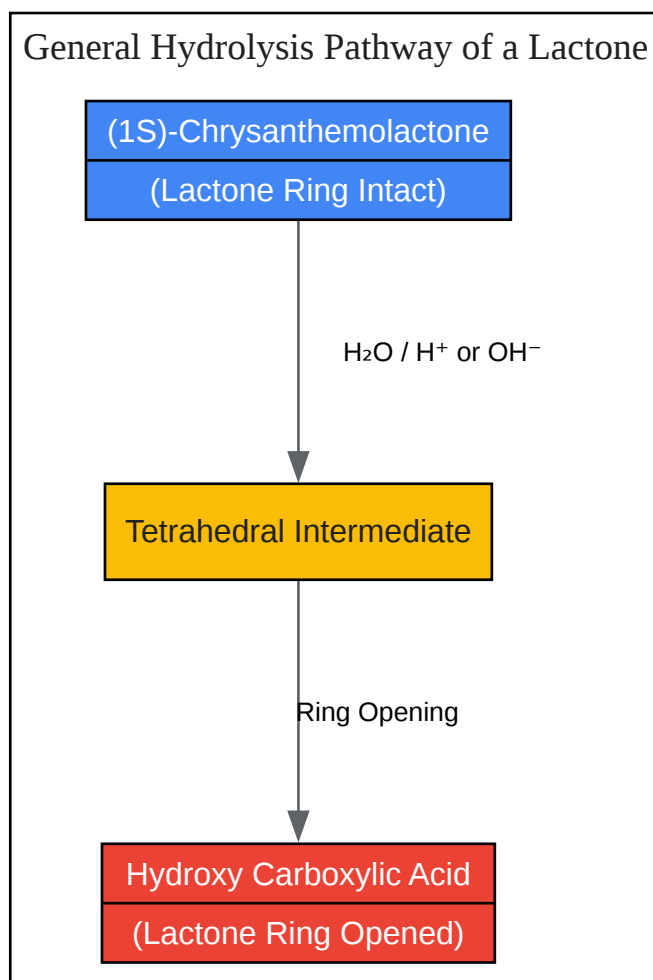 General Hydrolysis Pathway of a Lactone
(1S)-Chrysanthemolactone
(Lactone Ring Intact)
H₂O / H⁺ or OH⁻
Tetrahedral Intermediate
Ring Opening
Hydroxy Carboxylic Acid
(Lactone Ring Opened)